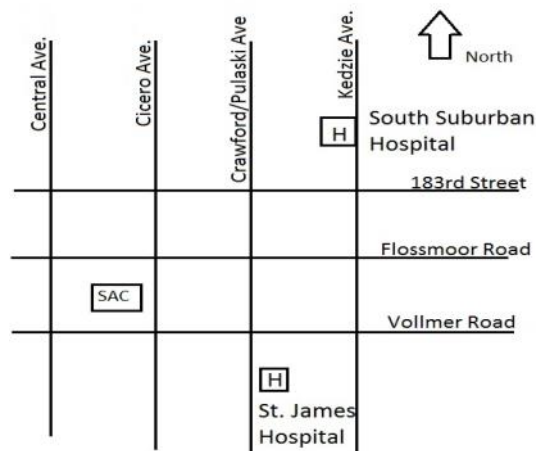 Central Ave.
Cicero Ave.
Crawford/Pulaski Ave
Kedzie Ave.
North
H
South Suburban
Hospital
183rd Street
Flossmoor Road
SAC
Vollmer Road
H
St. James
Hospital